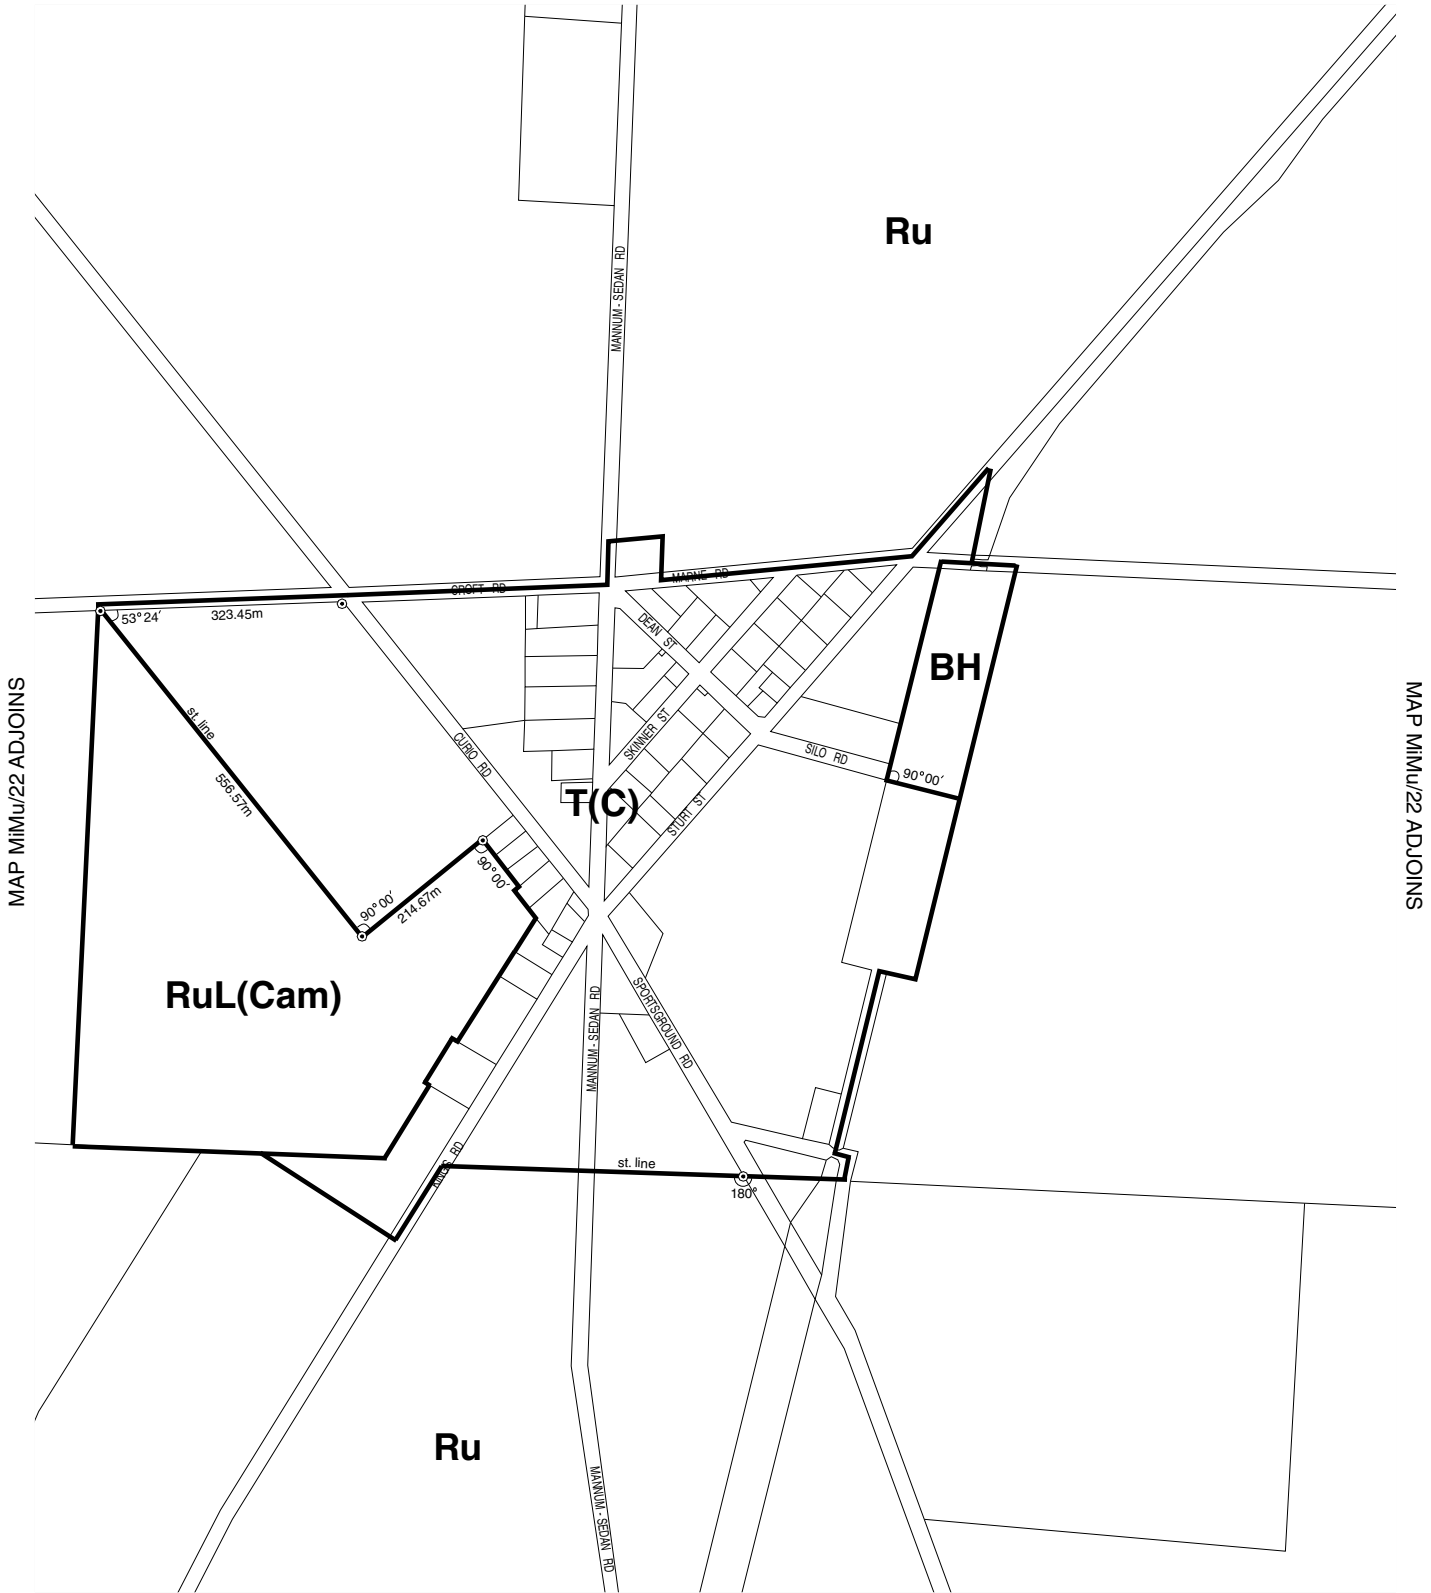 Ru
MANNUM - SEDAN RD
CROFT RD
MARNE RD
53°24′
323.45m
DEAN ST
BH
MAP MiMu/22 ADJOINS
MAP MiMu/22 ADJOINS
st. line
SKINNER ST
CURIO RD
SILO RD
90°00′
556.57m
T(C)
STURT ST
90°00′
90°00′
214.67m
RuL(Cam)
MANNUM - SEDAN RD
SPORTSGROUND RD
KINGS RD
st. line
180°
Ru
MANNUM - SEDAN RD